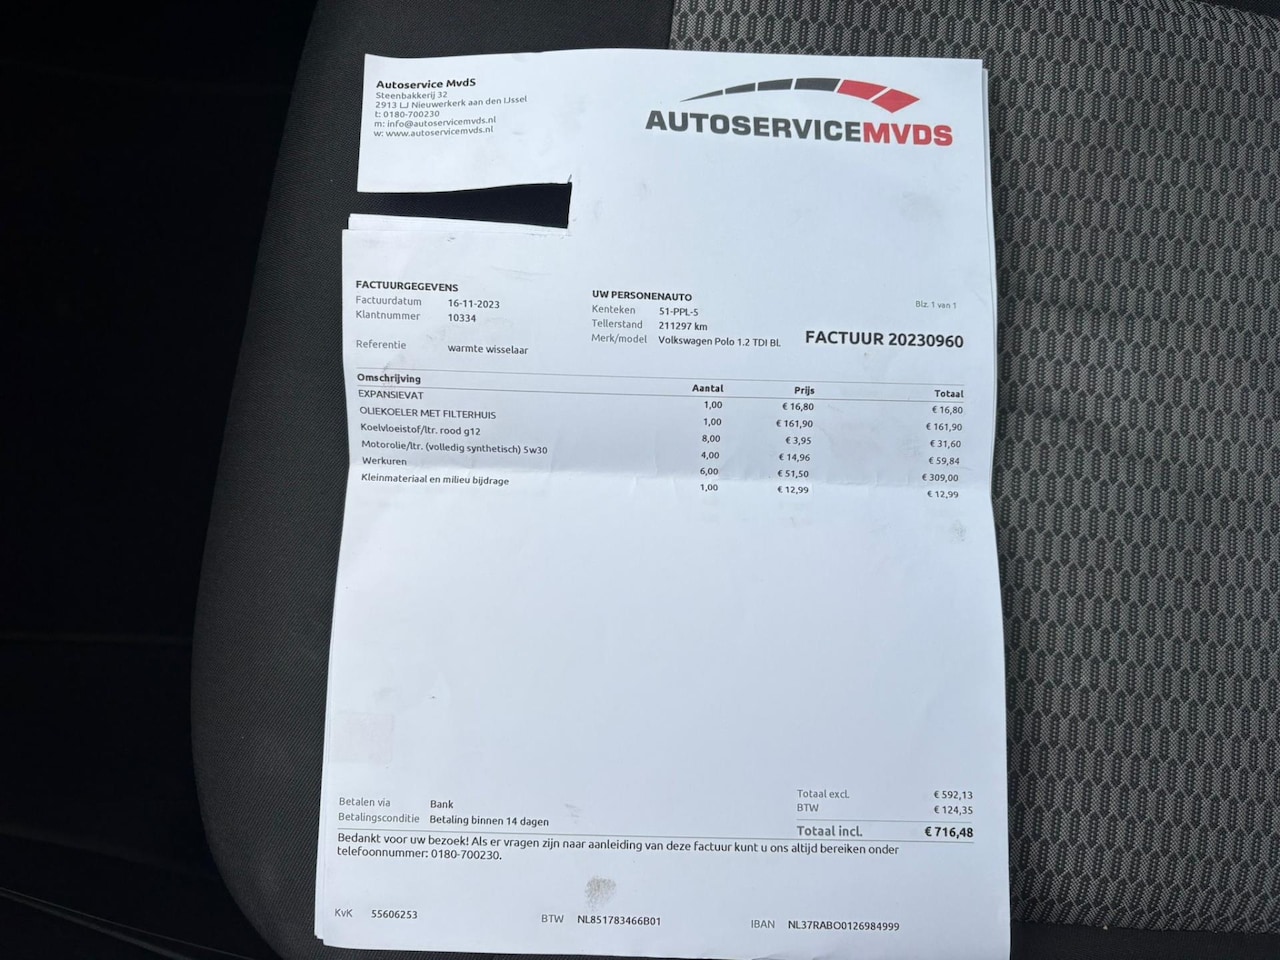 Autoservice MvdS
Steenbakkerij 32
2913 LJ Nieuwerkerk aan den IJssel
t: 0180-700230
m: info@autoservicemvds.nl
w: www.autoservicemvds.nl
AUTOSERVICEMVDS
FACTUURGEGEVENS
Factuurdatum 16-11-2023
Klantnummer 10334
Referentie warmte wisselaar
UW PERSONENAUTO
Kenteken 51-PPL-5
Tellerstand 211297 km
Merk/model Volkswagen Polo 1.2 TDI BL
Blz. 1 van 1
FACTUUR 20230960
Omschrijving Aantal Prijs Totaal
EXPANSIEVAT 1,00 € 16,80 € 16,80
OLIEKOELER MET FILTERHUIS 1,00 € 161,90 € 161,90
Koelvloeistof/ltr. rood g12 8,00 € 3,95 € 31,60
Motorolie/ltr. (volledig synthetisch) 5w30 4,00 € 14,96 € 59,84
Werkuren 6,00 € 51,50 € 309,00
Kleinmateriaal en milieu bijdrage 1,00 € 12,99 € 12,99
Totaal excl. € 592,13
BTW € 124,35
Totaal incl. € 716,48
Betalen via Bank
Betalingsconditie Betaling binnen 14 dagen
Bedankt voor uw bezoek! Als er vragen zijn naar aanleiding van deze factuur kunt u ons altijd bereiken onder
telefoonnummer: 0180-700230.
KvK 55606253 BTW NL851783466B01 IBAN NL37RABO0126984999